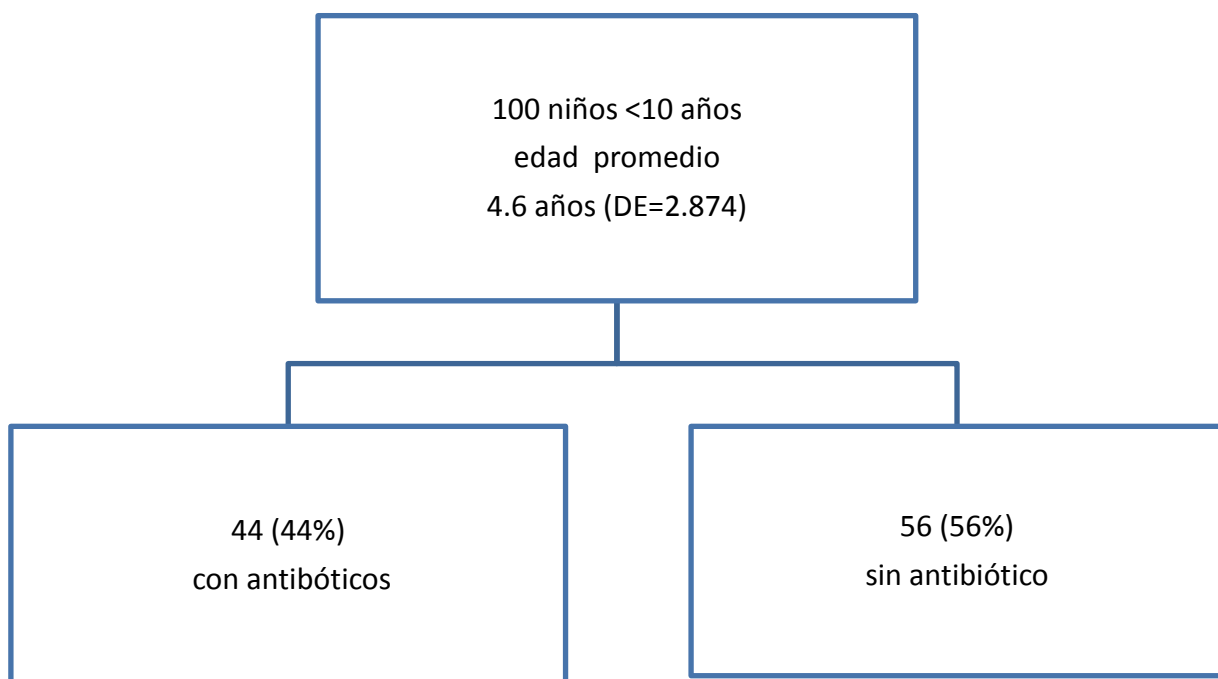 100 niños <10 años
edad  promedio
4.6 años (DE=2.874)
44 (44%)
con antibóticos
56 (56%)
sin antibiótico